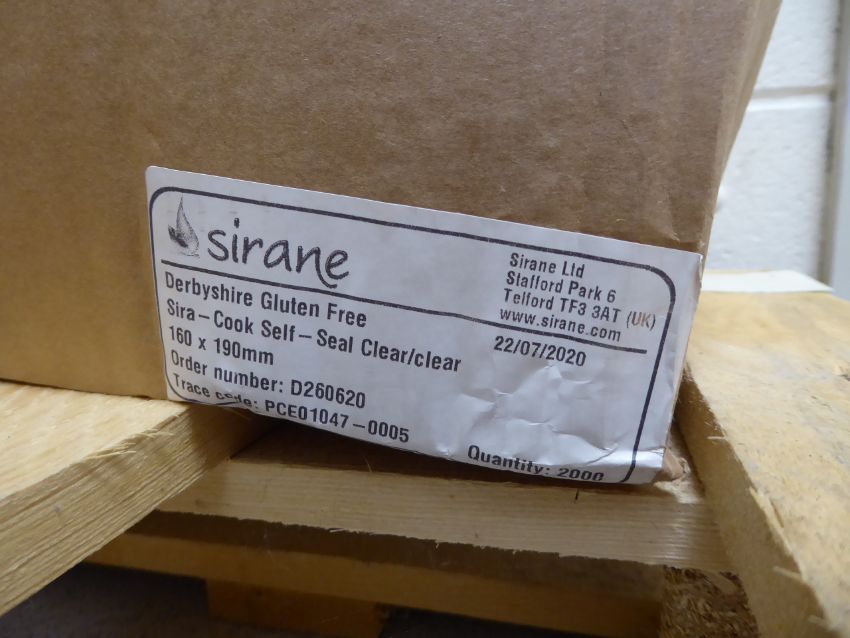 sirane
Sirane Ltd
Stafford Park 6
Telford TF3 3AT (UK)
www.sirane.com
Derbyshire Gluten Free
22/07/2020
Sira-Cook Self-Seal Clear/clear
160 x 190mm
Order number: D260620
Trace code: PCE01047-0005
Quantity: 2000